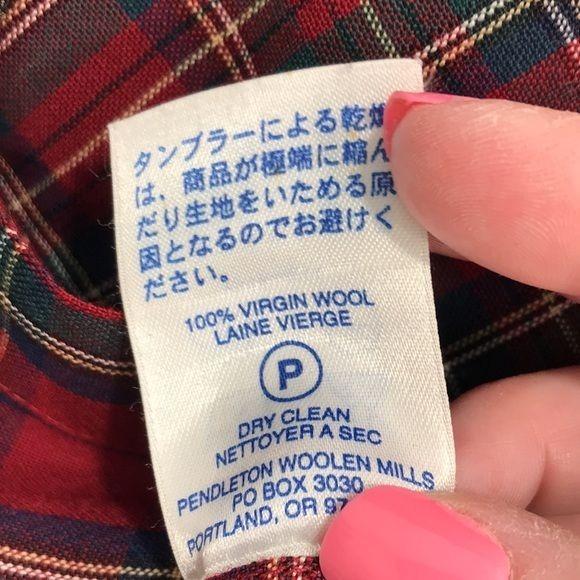 タンブラーによる乾燥
は、商品が極端に縮ん
だり生地をいためる原
因となるのでお避けく
ださい。
100% VIRGIN WOOL
LAINE VIERGE
P
DRY CLEAN
NETTOYER A SEC
PENDLETON WOOLEN MILLS
PO BOX 3030
PORTLAND, OR